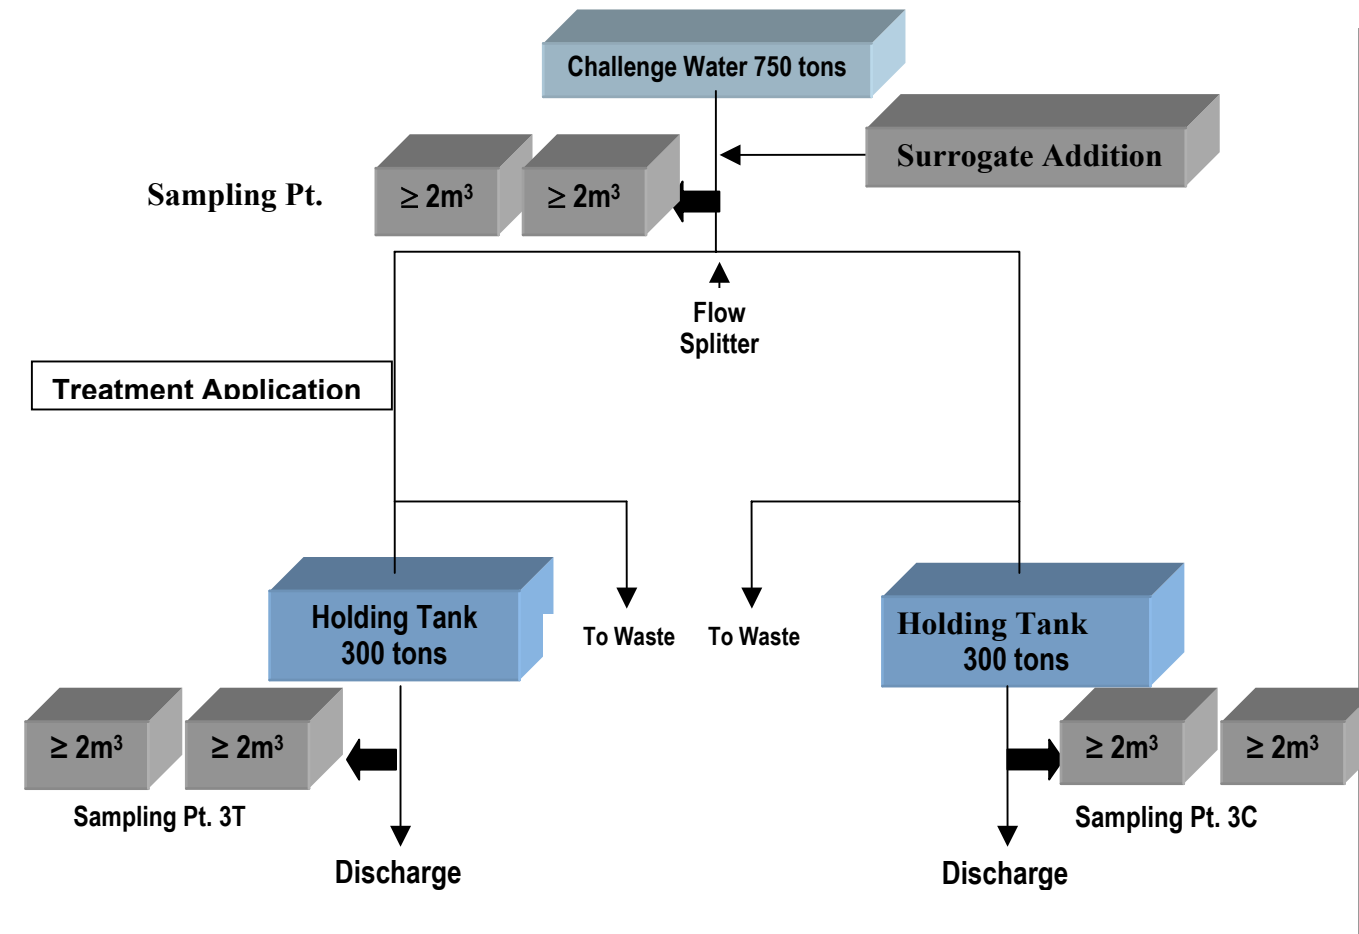 Challenge Water 750 tons
Surrogate Addition
Sampling Pt.
≥ 2m³
≥ 2m³
Flow
Splitter
Treatment Application
Holding Tank
300 tons
To Waste
To Waste
Holding Tank
300 tons
≥ 2m³
≥ 2m³
≥ 2m³
≥ 2m³
Sampling Pt. 3T
Sampling Pt. 3C
Discharge
Discharge